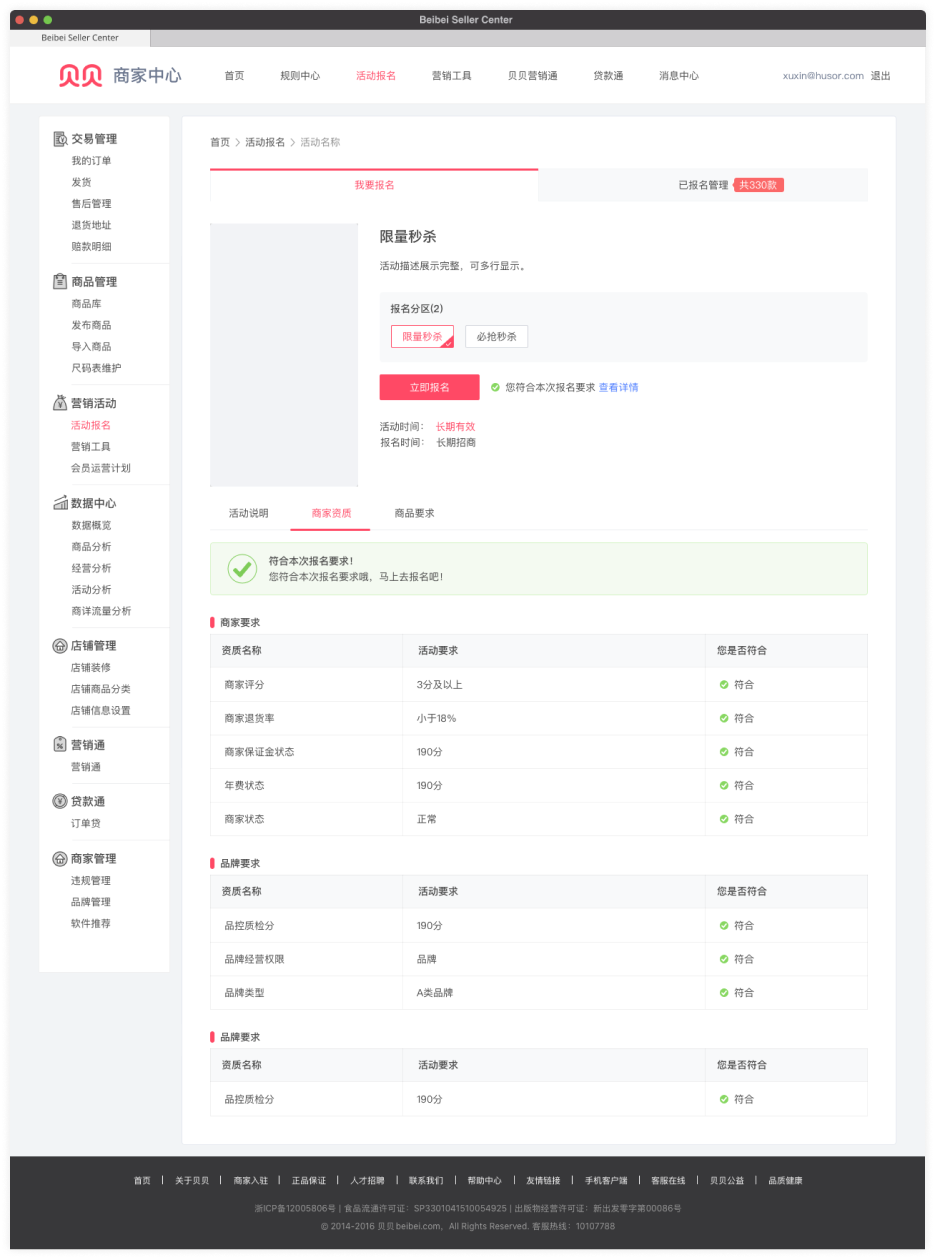 Beibei Seller Center
Beibei Seller Center
贝贝 商家中心 首页 规则中心 活动报名 营销工具 贝贝营销通 贷款通 消息中心 xuxin@husor.com 退出
交易管理
我的订单
发货
售后管理
退货地址
赔款明细
商品管理
商品库
发布商品
导入商品
尺码表维护
营销活动
活动报名
营销工具
会员运营计划
数据中心
数据概览
商品分析
经营分析
活动分析
商详流量分析
店铺管理
店铺装修
店铺商品分类
店铺信息设置
营销通
营销通
贷款通
订单贷
商家管理
违规管理
品牌管理
软件推荐
首页 > 活动报名 > 活动名称
我要报名 已报名管理 共330款
限量秒杀
活动描述展示完整，可多行显示。
报名分区(2)
限量秒杀 必抢秒杀
立即报名 您符合本次报名要求 查看详情
活动时间： 长期有效
报名时间： 长期招商
活动说明 商家资质 商品要求
符合本次报名要求！
您符合本次报名要求哦，马上去报名吧！
商家要求
资质名称 活动要求 您是否符合
商家评分 3分及以上 符合
商家退货率 小于18% 符合
商家保证金状态 190分 符合
年费状态 190分 符合
商家状态 正常 符合
品牌要求
资质名称 活动要求 您是否符合
品控质检分 190分 符合
品牌经营权限 品牌 符合
品牌类型 A类品牌 符合
品牌要求
资质名称 活动要求 您是否符合
品控质检分 190分 符合
首页 | 关于贝贝 | 商家入驻 | 正品保证 | 人才招聘 | 联系我们 | 帮助中心 | 友情链接 | 手机客户端 | 客服在线 | 贝贝公益 | 品质健康
浙ICP备12005806号 | 食品流通许可证：SP3301041510054925 | 出版物经营许可证：新出发零字第00086号
© 2014-2016 贝贝 beibei.com，All Rights Reserved. 客服热线：10107788